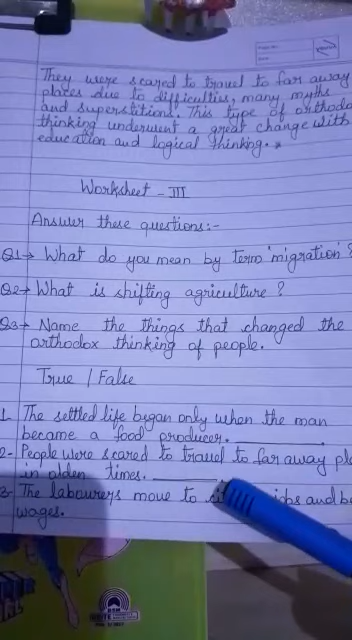 They were scared to travel to far away
places due to difficulties, many myths
and superstitions. This type of orthodox
thinking underwent a great change with
education and logical thinking.
Worksheet - III
Answer these questions:-
Q1→ What do you mean by term 'migration'?
Q2→ What is shifting agriculture?
Q3→ Name the things that changed the
orthodox thinking of people.
True / False
1. The settled life began only when the man
became a food producer. ________
2- People were scared to travel to far away
in olden times. ________
3- The labourers move to and
wages.